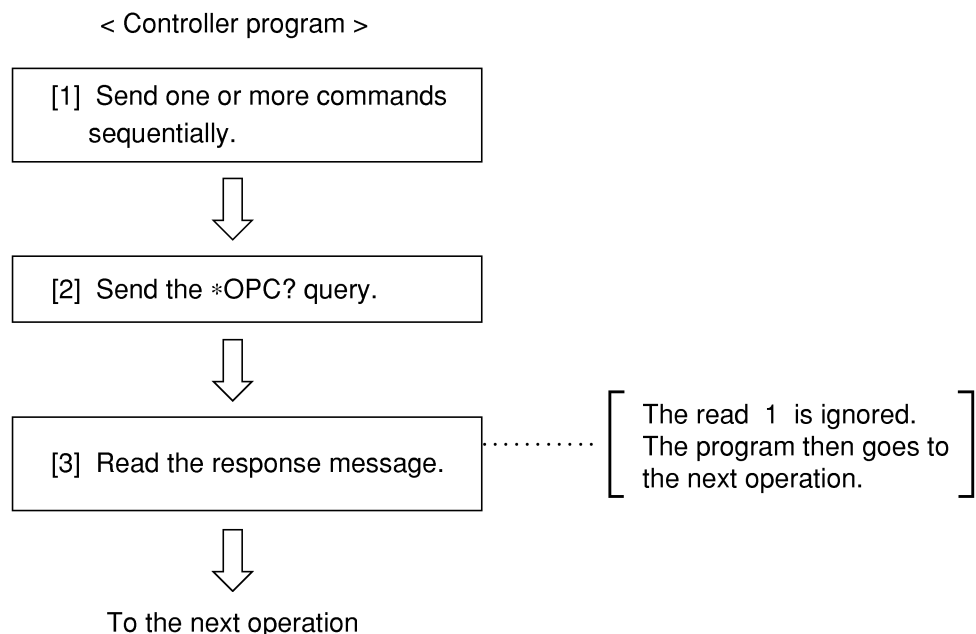 < Controller program >
[1] Send one or more commands
sequentially.
[2] Send the *OPC? query.
[3] Read the response message.
The read 1 is ignored.
The program then goes to
the next operation.
To the next operation